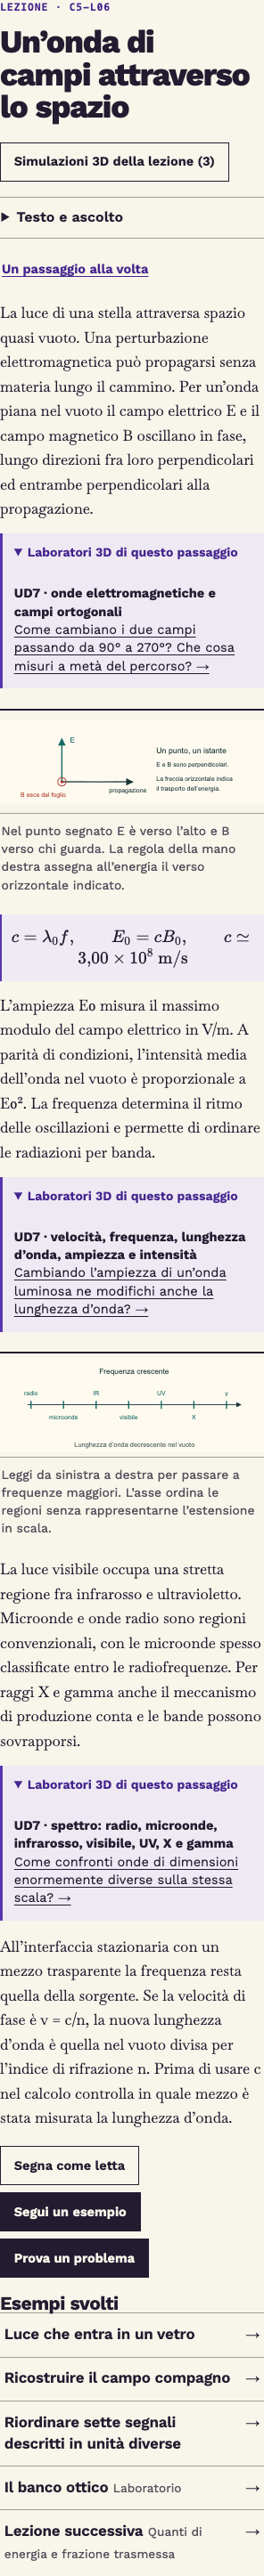 LEZIONE · C5-L06
Un’onda di
campi attraverso
lo spazio
Simulazioni 3D della lezione (3)
▶ Testo e ascolto
Un passaggio alla volta
La luce di una stella attraversa spazio
quasi vuoto. Una perturbazione
elettromagnetica può propagarsi senza
materia lungo il cammino. Per un’onda
piana nel vuoto il campo elettrico E e il
campo magnetico B oscillano in fase,
lungo direzioni fra loro perpendicolari
ed entrambe perpendicolari alla
propagazione.
▼ Laboratori 3D di questo passaggio
UD7 · onde elettromagnetiche e
campi ortogonali
Come cambiano i due campi
passando da 90° a 270°? Che cosa
misuri a metà del percorso? →
E
Un punto, un istante
E e B sono perpendicolari.
La freccia orizzontale indica
il trasporto dell’energia.
propagazione
B esce dal foglio
Nel punto segnato E è verso l’alto e B
verso chi guarda. La regola della mano
destra assegna all’energia il verso
orizzontale indicato.
c = λ₀f,   E₀ = cB₀,   c ≃
3,00 × 10⁸ m/s
L’ampiezza E₀ misura il massimo
modulo del campo elettrico in V/m. A
parità di condizioni, l’intensità media
dell’onda nel vuoto è proporzionale a
E₀². La frequenza determina il ritmo
delle oscillazioni e permette di ordinare
le radiazioni per banda.
▼ Laboratori 3D di questo passaggio
UD7 · velocità, frequenza, lunghezza
d’onda, ampiezza e intensità
Cambiando l’ampiezza di un’onda
luminosa ne modifichi anche la
lunghezza d’onda? →
Frequenza crescente
radio IR UV γ
microonde visibile X
Lunghezza d’onda decrescente nel vuoto
Leggi da sinistra a destra per passare a
frequenze maggiori. L’asse ordina le
regioni senza rappresentarne l’estensione
in scala.
La luce visibile occupa una stretta
regione fra infrarosso e ultravioletto.
Microonde e onde radio sono regioni
convenzionali, con le microonde spesso
classificate entro le radiofrequenze. Per
raggi X e gamma anche il meccanismo
di produzione conta e le bande possono
sovrapporsi.
▼ Laboratori 3D di questo passaggio
UD7 · spettro: radio, microonde,
infrarosso, visibile, UV, X e gamma
Come confronti onde di dimensioni
enormemente diverse sulla stessa
scala? →
All’interfaccia stazionaria con un
mezzo trasparente la frequenza resta
quella della sorgente. Se la velocità di
fase è v = c/n, la nuova lunghezza
d’onda è quella nel vuoto divisa per
l’indice di rifrazione n. Prima di usare c
nel calcolo controlla in quale mezzo è
stata misurata la lunghezza d’onda.
Segna come letta
Segui un esempio
Prova un problema
Esempi svolti
Luce che entra in un vetro →
Ricostruire il campo compagno →
Riordinare sette segnali →
descritti in unità diverse
Il banco ottico Laboratorio →
Lezione successiva Quanti di →
energia e frazione trasmessa